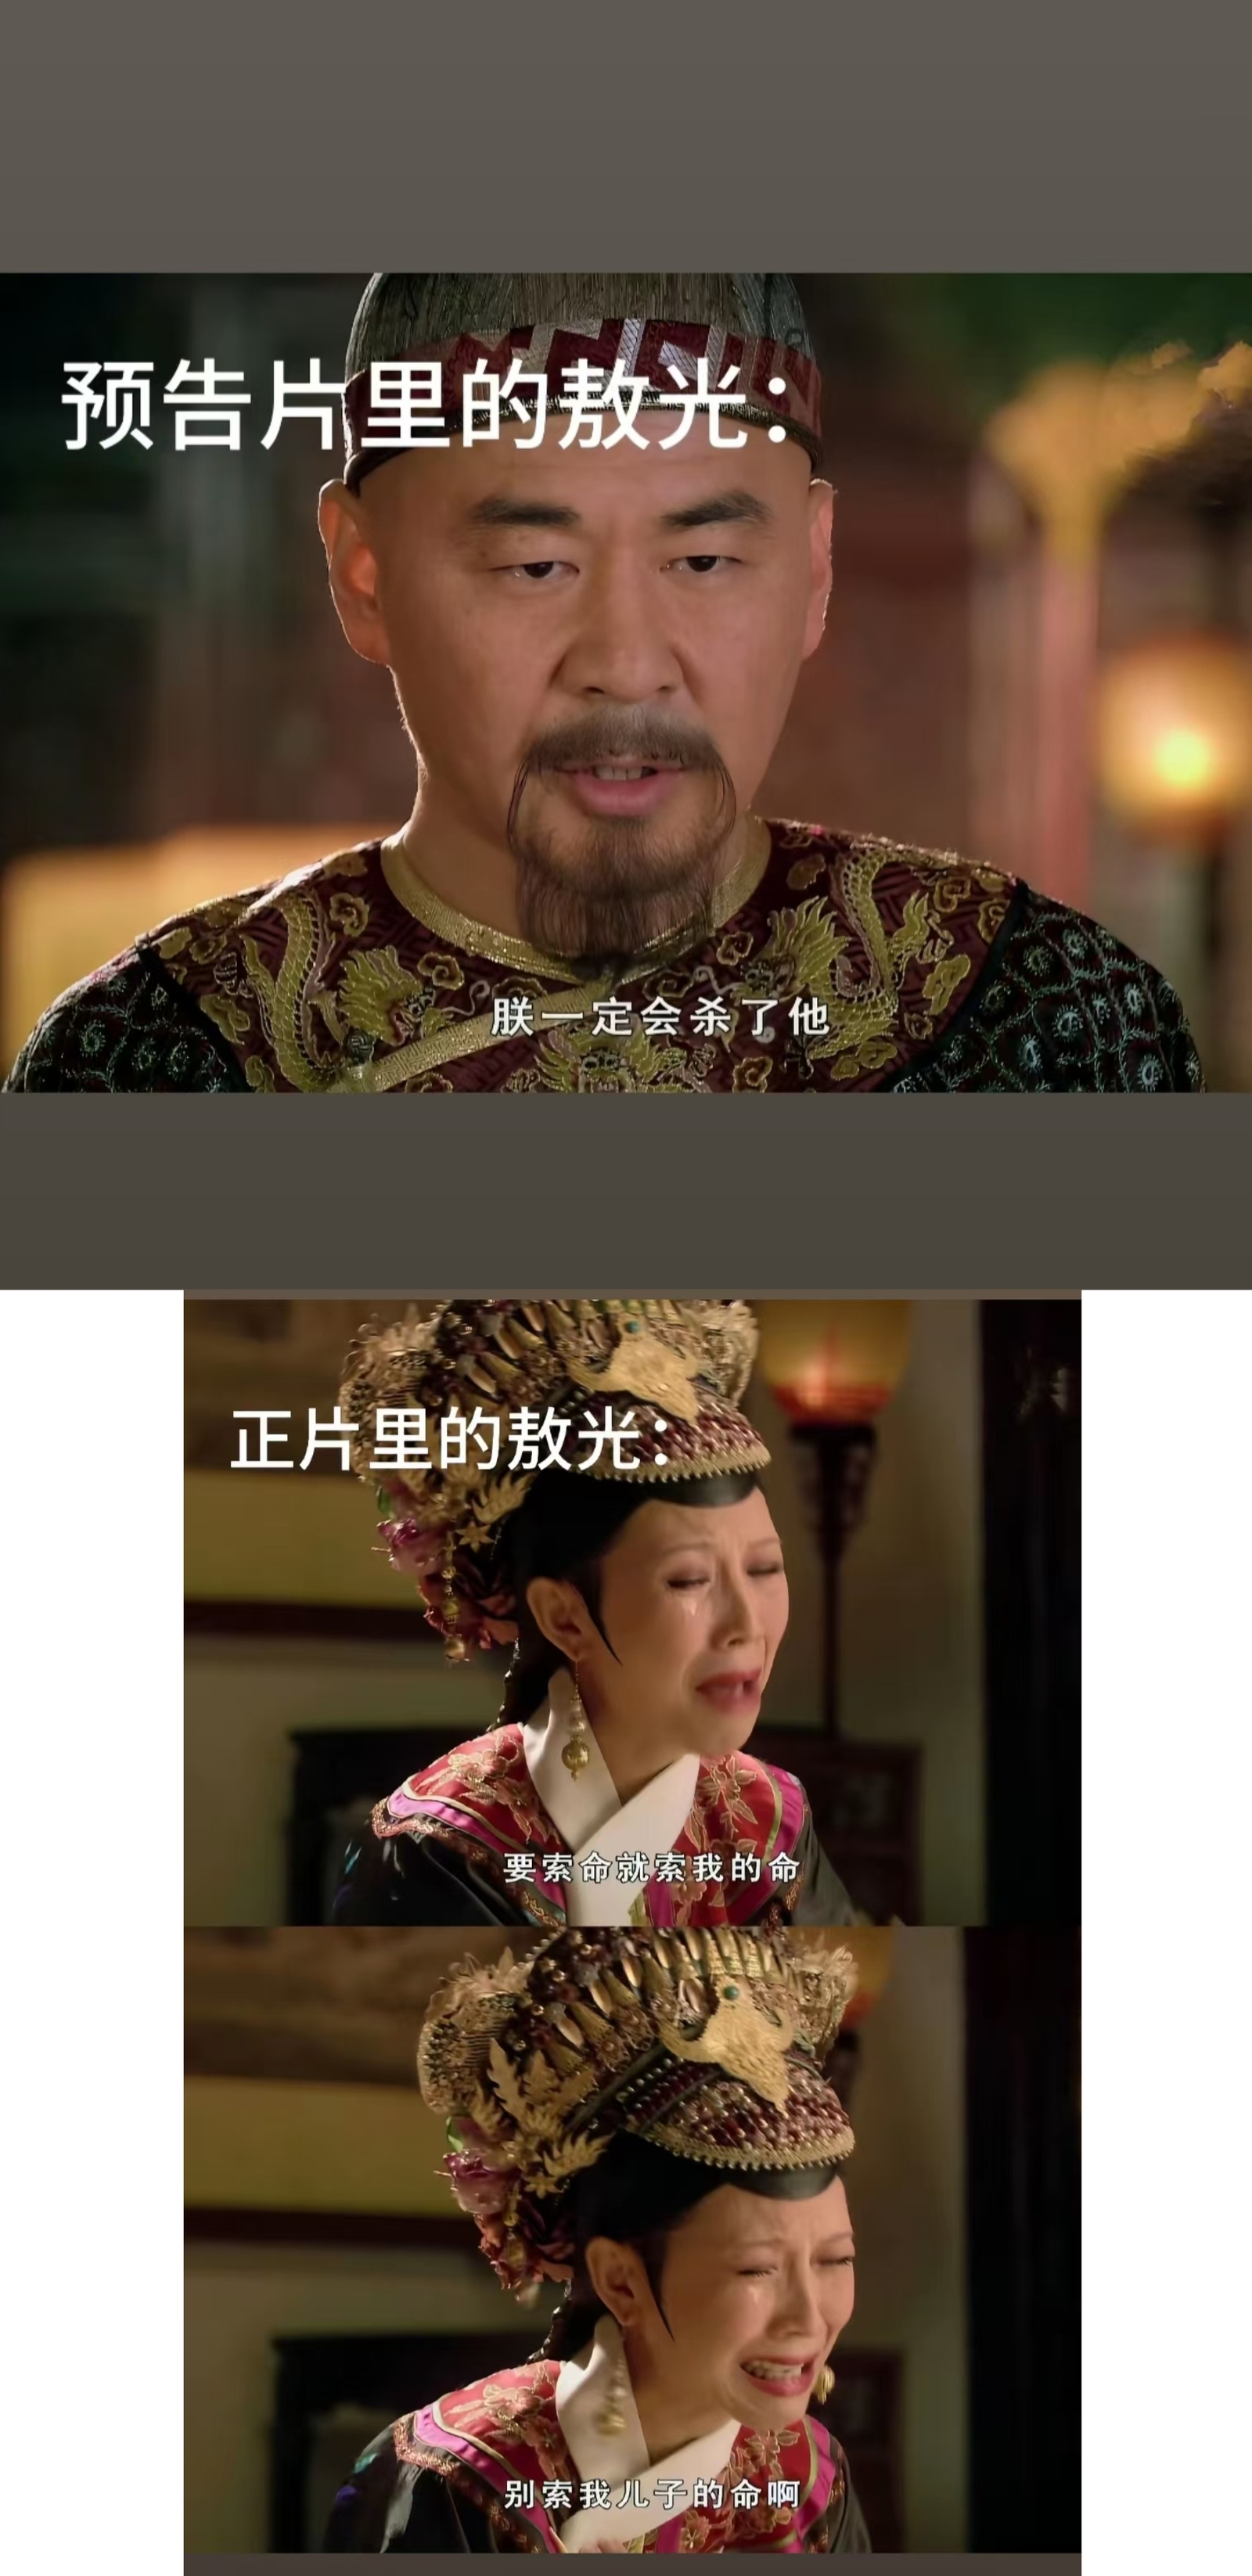 预告片里的敖光：
朕一定会杀了他
正片里的敖光：
要索命就索我的命
别索我儿子的命啊